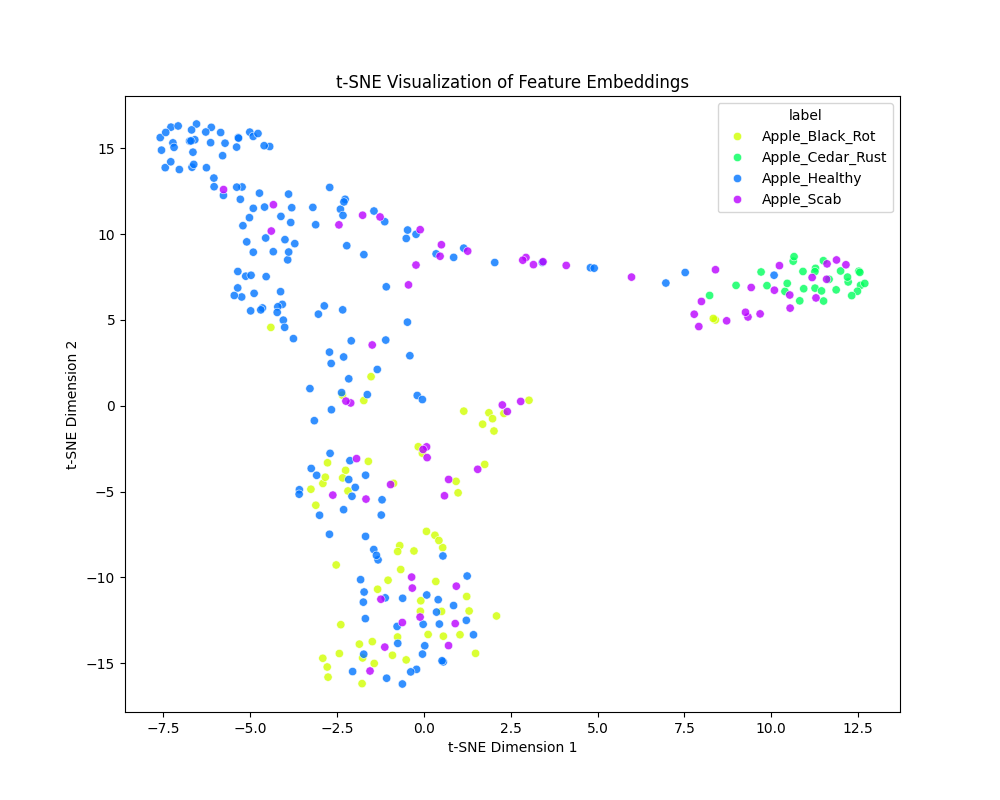 t-SNE Visualization of Feature Embeddings
label
Apple_Black_Rot
Apple_Cedar_Rust
Apple_Healthy
Apple_Scab
t-SNE Dimension 2
15
10
5
0
−5
−10
−15
−7.5 −5.0 −2.5 0.0 2.5 5.0 7.5 10.0 12.5
t-SNE Dimension 1